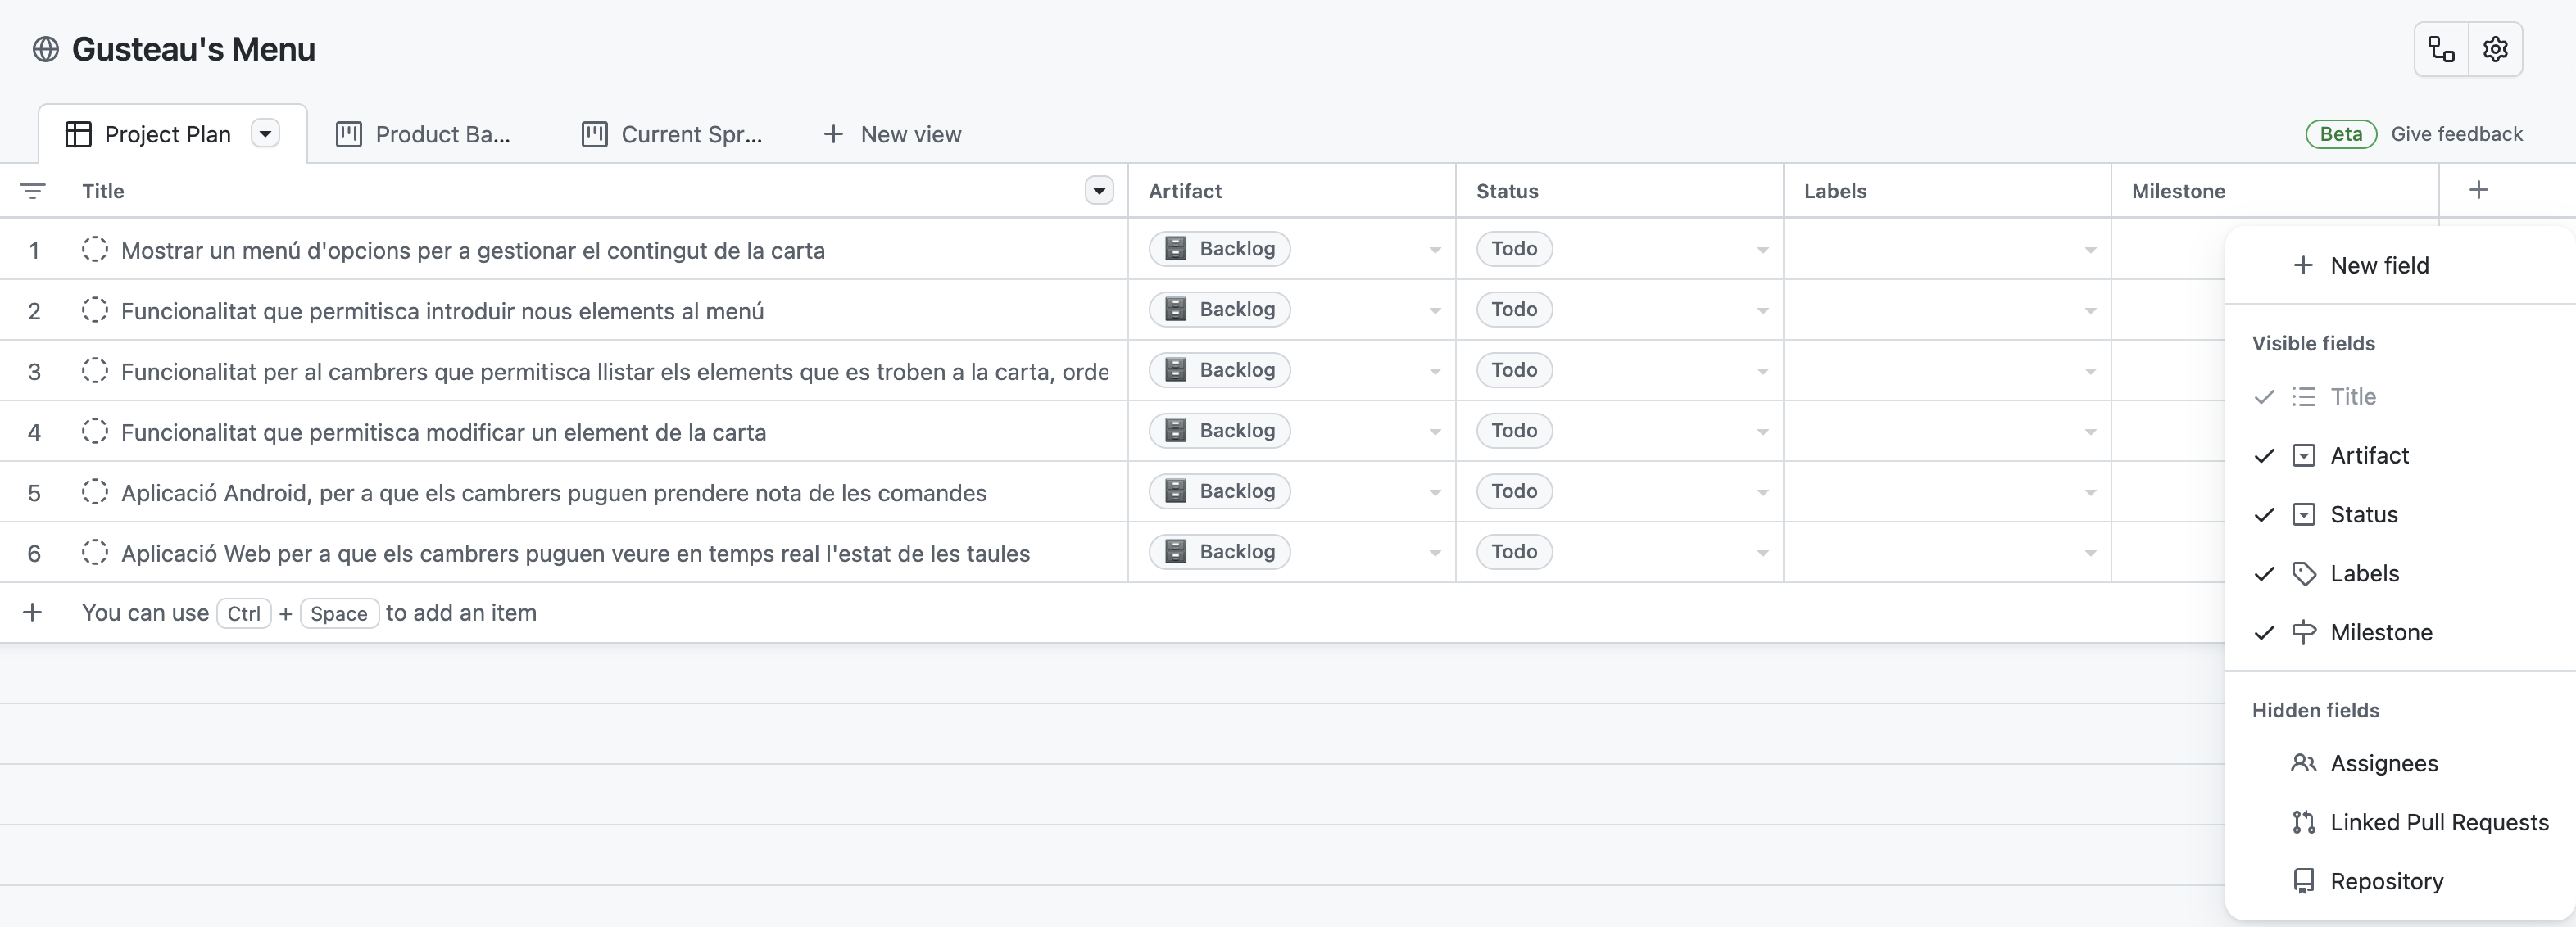 Gusteau's Menu
Project Plan
Product Ba...
Current Spr...
New view
Beta
Give feedback
Title
Artifact
Status
Labels
Milestone
1 Mostrar un menú d'opcions per a gestionar el contingut de la carta Backlog Todo
2 Funcionalitat que permitisca introduir nous elements al menú Backlog Todo
3 Funcionalitat per al cambrers que permitisca llistar els elements que es troben a la carta, orde Backlog Todo
4 Funcionalitat que permitisca modificar un element de la carta Backlog Todo
5 Aplicació Android, per a que els cambrers puguen prendere nota de les comandes Backlog Todo
6 Aplicació Web per a que els cambrers puguen veure en temps real l'estat de les taules Backlog Todo
You can use Ctrl + Space to add an item
New field
Visible fields
Title
Artifact
Status
Labels
Milestone
Hidden fields
Assignees
Linked Pull Requests
Repository